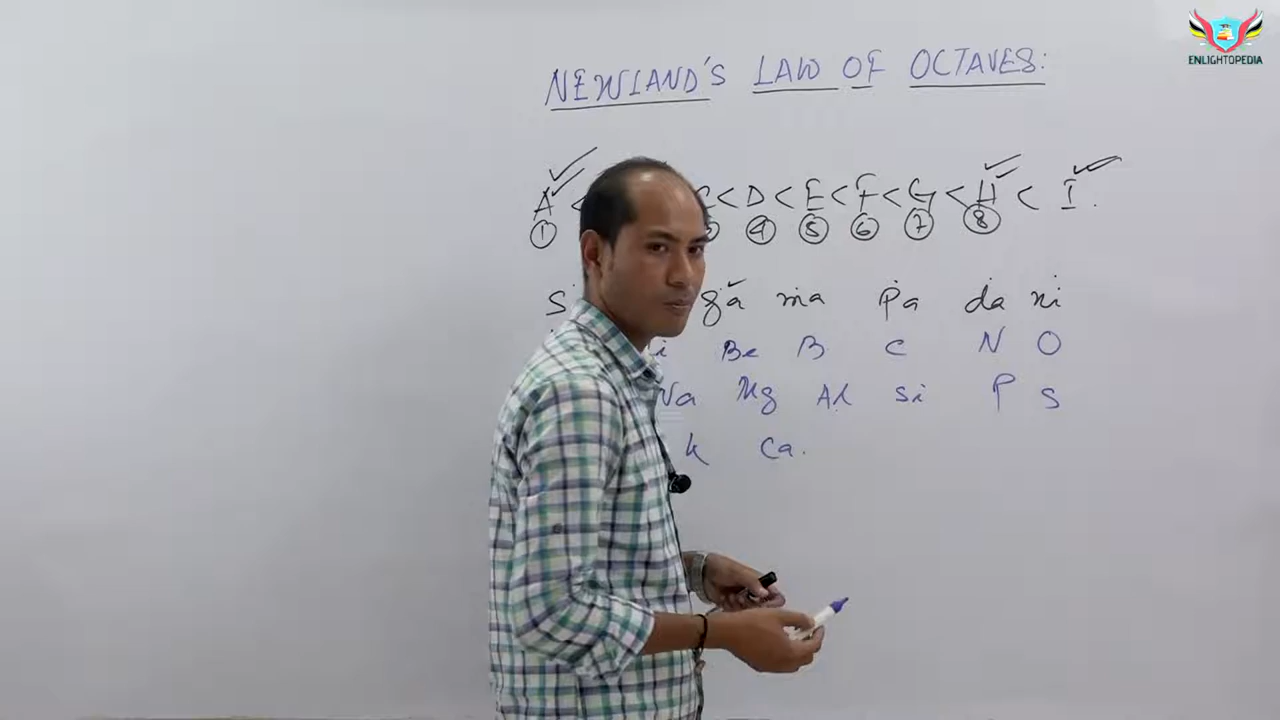 ENLIGHTOPEDIA
NEWLAND'S LAW OF OCTAVES:
A < < D < E < F < G < H < I.
1 4 5 6 7 8
ga ma Pa da ni
Be B C N O
Na Mg Al Si P S
K Ca.